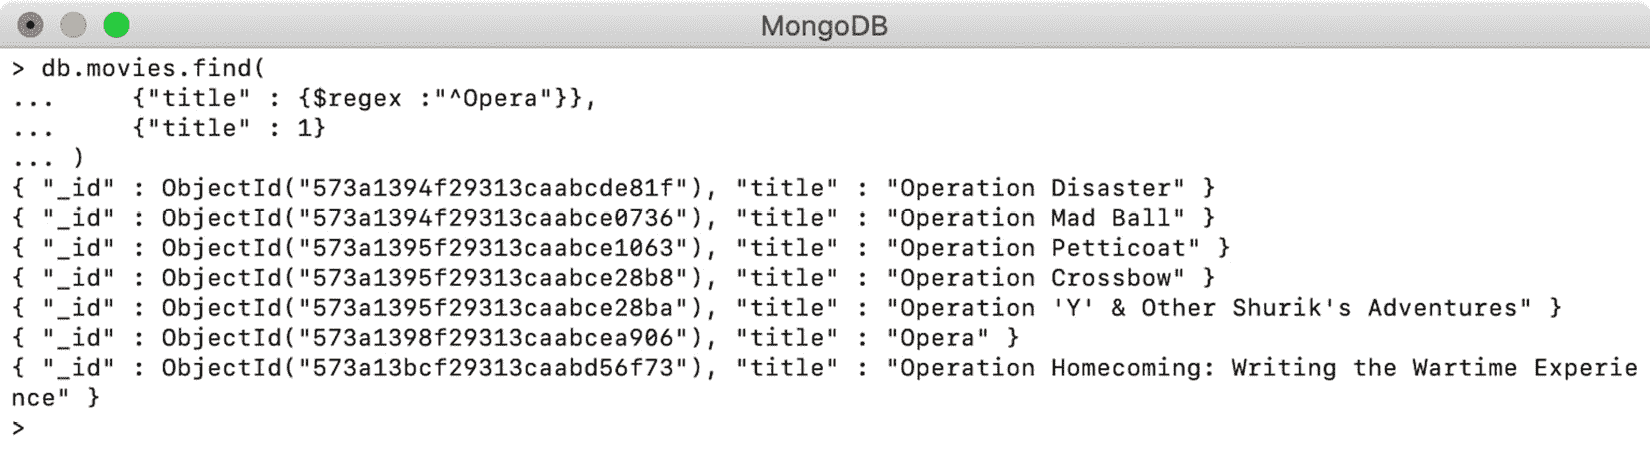 MongoDB
> db.movies.find(
...     {"title" : {$regex :"^Opera"}},
...     {"title" : 1}
... )
{ "_id" : ObjectId("573a1394f29313caabcde81f"), "title" : "Operation Disaster" }
{ "_id" : ObjectId("573a1394f29313caabce0736"), "title" : "Operation Mad Ball" }
{ "_id" : ObjectId("573a1395f29313caabce1063"), "title" : "Operation Petticoat" }
{ "_id" : ObjectId("573a1395f29313caabce28b8"), "title" : "Operation Crossbow" }
{ "_id" : ObjectId("573a1395f29313caabce28ba"), "title" : "Operation 'Y' & Other Shurik's Adventures" }
{ "_id" : ObjectId("573a1398f29313caabcea906"), "title" : "Opera" }
{ "_id" : ObjectId("573a13bcf29313caabd56f73"), "title" : "Operation Homecoming: Writing the Wartime Experie
nce" }
>